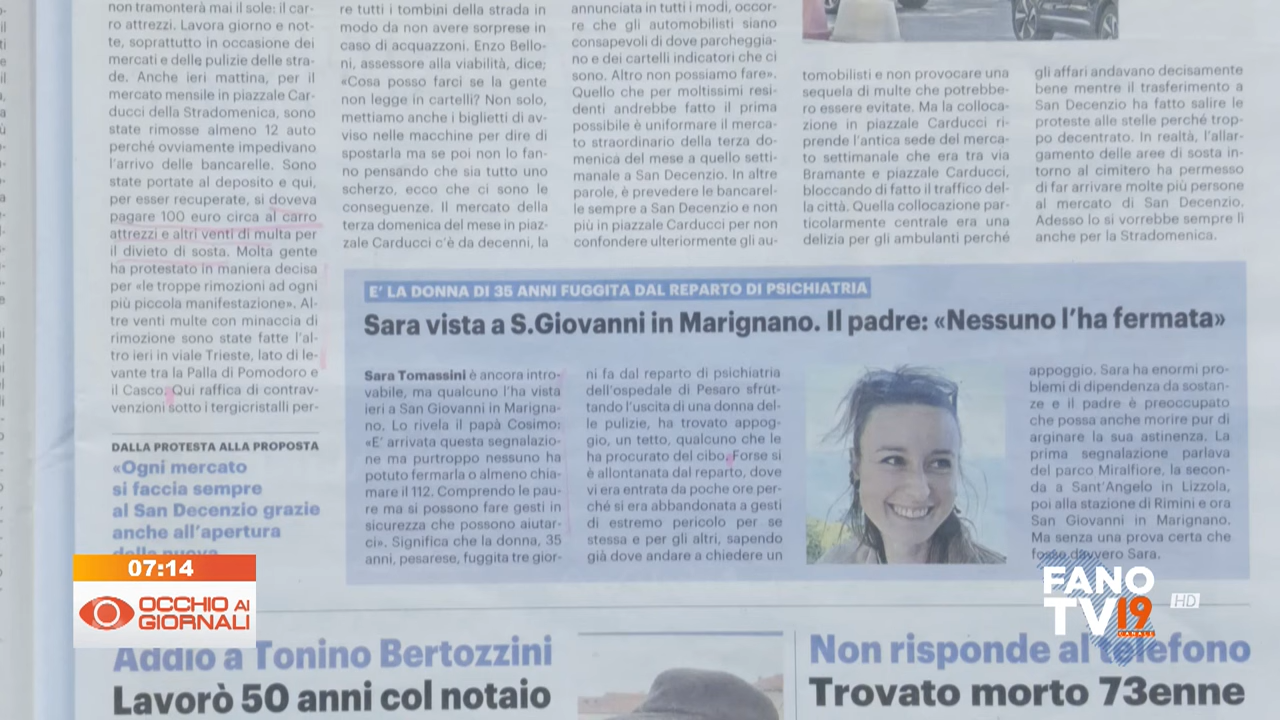 non tramonterà mai il sole: il car-
ro attrezzi. Lavora giorno e not-
te, soprattutto in occasione dei
mercati e delle pulizie delle stra-
de. Anche ieri mattina, per il
mercato mensile in piazzale Car-
ducci della Stradomenica, sono
state rimosse almeno 12 auto
perché ovviamente impedivano
l'arrivo delle bancarelle. Sono
state portate al deposito e qui,
per esser recuperate, si doveva
pagare 100 euro circa al carro
attrezzi e altri venti di multa per
il divieto di sosta. Molta gente
ha protestato in maniera decisa
per «le troppe rimozioni ad ogni
più piccola manifestazione». Al-
tre venti multe con minaccia di
rimozione sono state fatte l'al-
tro ieri in viale Trieste, lato di le-
vante tra la Palla di Pomodoro e
il Casco. Qui raffica di contrav-
venzioni sotto i tergicristalli per-
re tutti i tombini della strada in
modo da non avere sorprese in
caso di acquazzoni. Enzo Bello-
ni, assessore alla viabilità, dice;
«Cosa posso farci se la gente
non legge in cartelli? Non solo,
mettiamo anche i biglietti di av-
viso nelle macchine per dire di
spostarla ma se poi non lo fan-
no pensando che sia tutto uno
scherzo, ecco che ci sono le
conseguenze. Il mercato della
terza domenica del mese in piaz-
zale Carducci c'è da decenni, la
annunciata in tutti i modi, occor-
re che gli automobilisti siano
consapevoli di dove parcheggia-
no e dei cartelli indicatori che ci
sono. Altro non possiamo fare».
Quello che per moltissimi resi-
denti andrebbe fatto il prima
possibile è uniformare il merca-
to straordinario della terza do-
menica del mese a quello setti-
manale a San Decenzio. In altre
parole, è prevedere le bancarel-
le sempre a San Decenzio e non
più in piazzale Carducci per non
confondere ulteriormente gli au-
tomobilisti e non provocare una
sequela di multe che potrebbe-
ro essere evitate. Ma la colloca-
zione in piazzale Carducci ri-
prende l'antica sede del merca-
to settimanale che era tra via
Bramante e piazzale Carducci,
bloccando di fatto il traffico del-
la città. Quella collocazione par-
ticolarmente centrale era una
delizia per gli ambulanti perché
gli affari andavano decisamente
bene mentre il trasferimento a
San Decenzio ha fatto salire le
proteste alle stelle perché trop-
po decentrato. In realtà, l'allar-
gamento delle aree di sosta in-
torno al cimitero ha permesso
di far arrivare molte più persone
al mercato di San Decenzio.
Adesso lo si vorrebbe sempre lì
anche per la Stradomenica.
DALLA PROTESTA ALLA PROPOSTA
«Ogni mercato
si faccia sempre
al San Decenzio grazie
anche all'apertura
della nuova
E' LA DONNA DI 35 ANNI FUGGITA DAL REPARTO DI PSICHIATRIA
Sara vista a S.Giovanni in Marignano. Il padre: «Nessuno l'ha fermata»
Sara Tomassini è ancora intro-
vabile, ma qualcuno l'ha vista
ieri a San Giovanni in Marigna-
no. Lo rivela il papà Cosimo:
«E' arrivata questa segnalazio-
ne ma purtroppo nessuno ha
potuto fermarla o almeno chia-
mare il 112. Comprendo le pau-
re ma si possono fare gesti in
sicurezza che possono aiutar-
ci». Significa che la donna, 35
anni, pesarese, fuggita tre gior-
ni fa dal reparto di psichiatria
dell'ospedale di Pesaro sfrut-
tando l'uscita di una donna del-
le pulizie, ha trovato appog-
gio, un tetto, qualcuno che le
ha procurato del cibo. Forse si
è allontanata dal reparto, dove
vi era entrata da poche ore per-
ché si era abbandonata a gesti
di estremo pericolo per se
stessa e per gli altri, sapendo
già dove andare a chiedere un
appoggio. Sara ha enormi pro-
blemi di dipendenza da sostan-
ze e il padre è preoccupato
che possa anche morire pur di
arginare la sua astinenza. La
prima segnalazione parlava
del parco Miralfiore, la secon-
da a Sant'Angelo in Lizzola,
poi alla stazione di Rimini e ora
San Giovanni in Marignano.
Ma senza una prova certa che
fosse davvero Sara.
07:14
OCCHIO AI
GIORNALI
FANO
TV19
CANALE
HD
Addio a Tonino Bertozzini
Lavorò 50 anni col notaio
Non risponde al telefono
Trovato morto 73enne